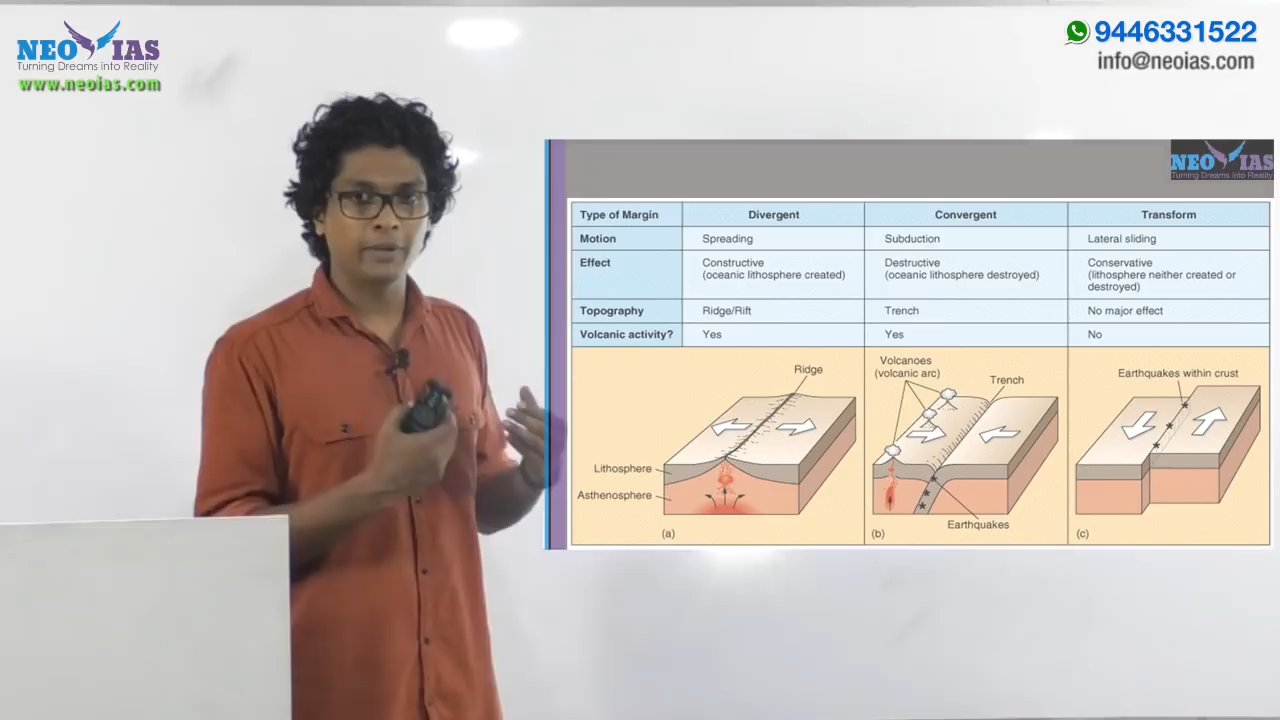 NEO IAS
Turning Dreams into Reality
www.neoias.com
9446331522
info@neoias.com
NEO IAS
Turning Dreams into Reality
Type of Margin Divergent Convergent Transform
Motion Spreading Subduction Lateral sliding
Effect Constructive Destructive Conservative
(oceanic lithosphere created) (oceanic lithosphere destroyed) (lithosphere neither created or
destroyed)
Topography Ridge/Rift Trench No major effect
Volcanic activity? Yes Yes No
Ridge
Lithosphere
Asthenosphere
(a)
Volcanoes
(volcanic arc)
Trench
Earthquakes
(b)
Earthquakes within crust
(c)